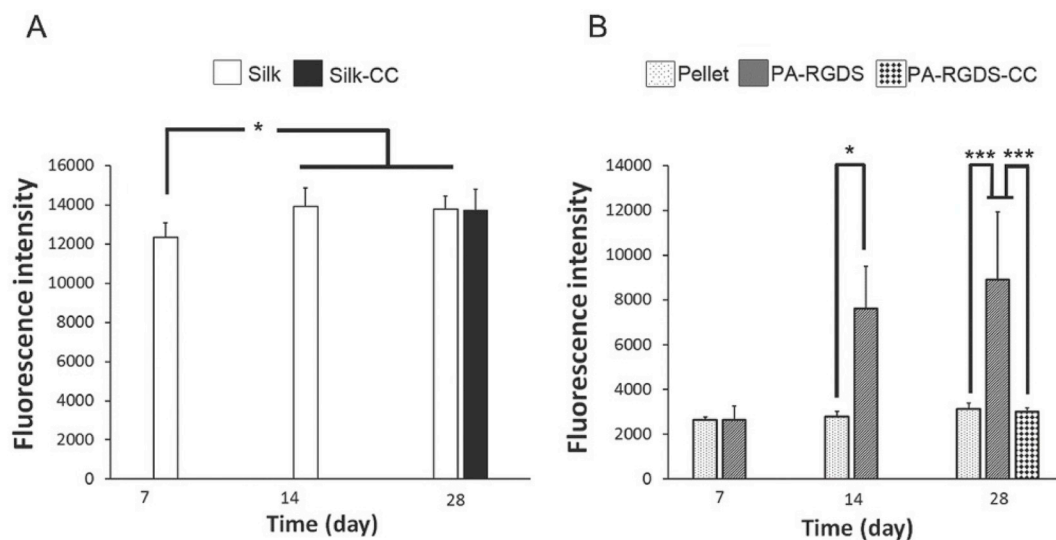 A
Silk Silk-CC
*
Fluorescence intensity
16000
14000
12000
10000
8000
6000
4000
2000
0
7 14 28
Time (day)
B
Pellet PA-RGDS PA-RGDS-CC
* *** ***
Fluorescence intensity
14000
12000
10000
8000
6000
4000
2000
0
7 14 28
Time (day)